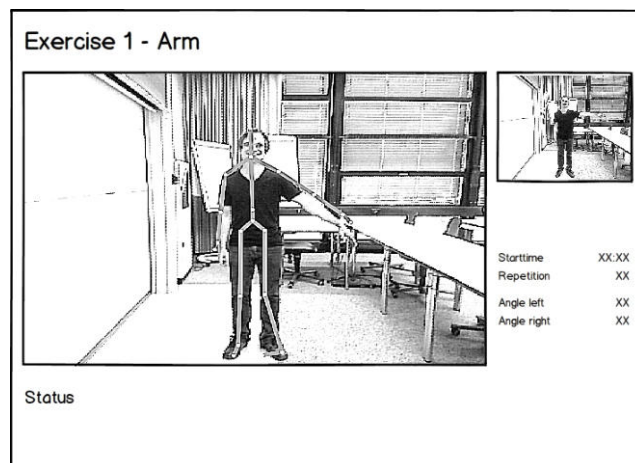 Exercise 1 - Arm
Starttime XX:XX
Repetition XX
Angle left XX
Angle right XX
Status